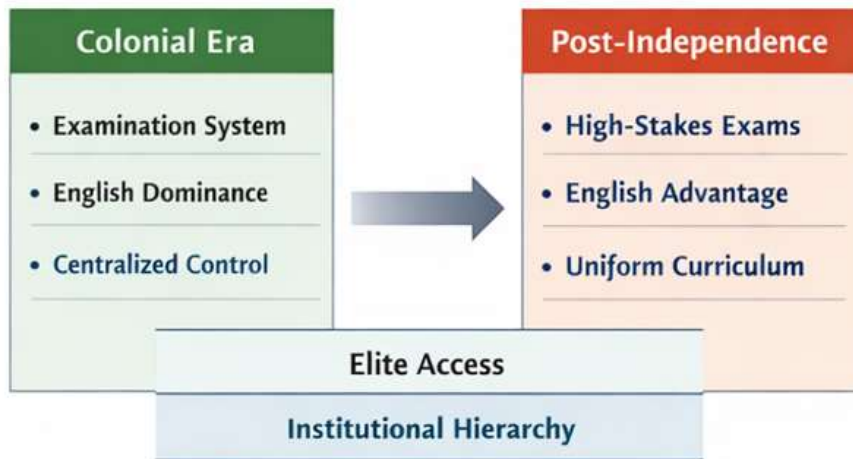 Colonial Era
• Examination System
• English Dominance
• Centralized Control
Post-Independence
• High-Stakes Exams
• English Advantage
• Uniform Curriculum
Elite Access
Institutional Hierarchy